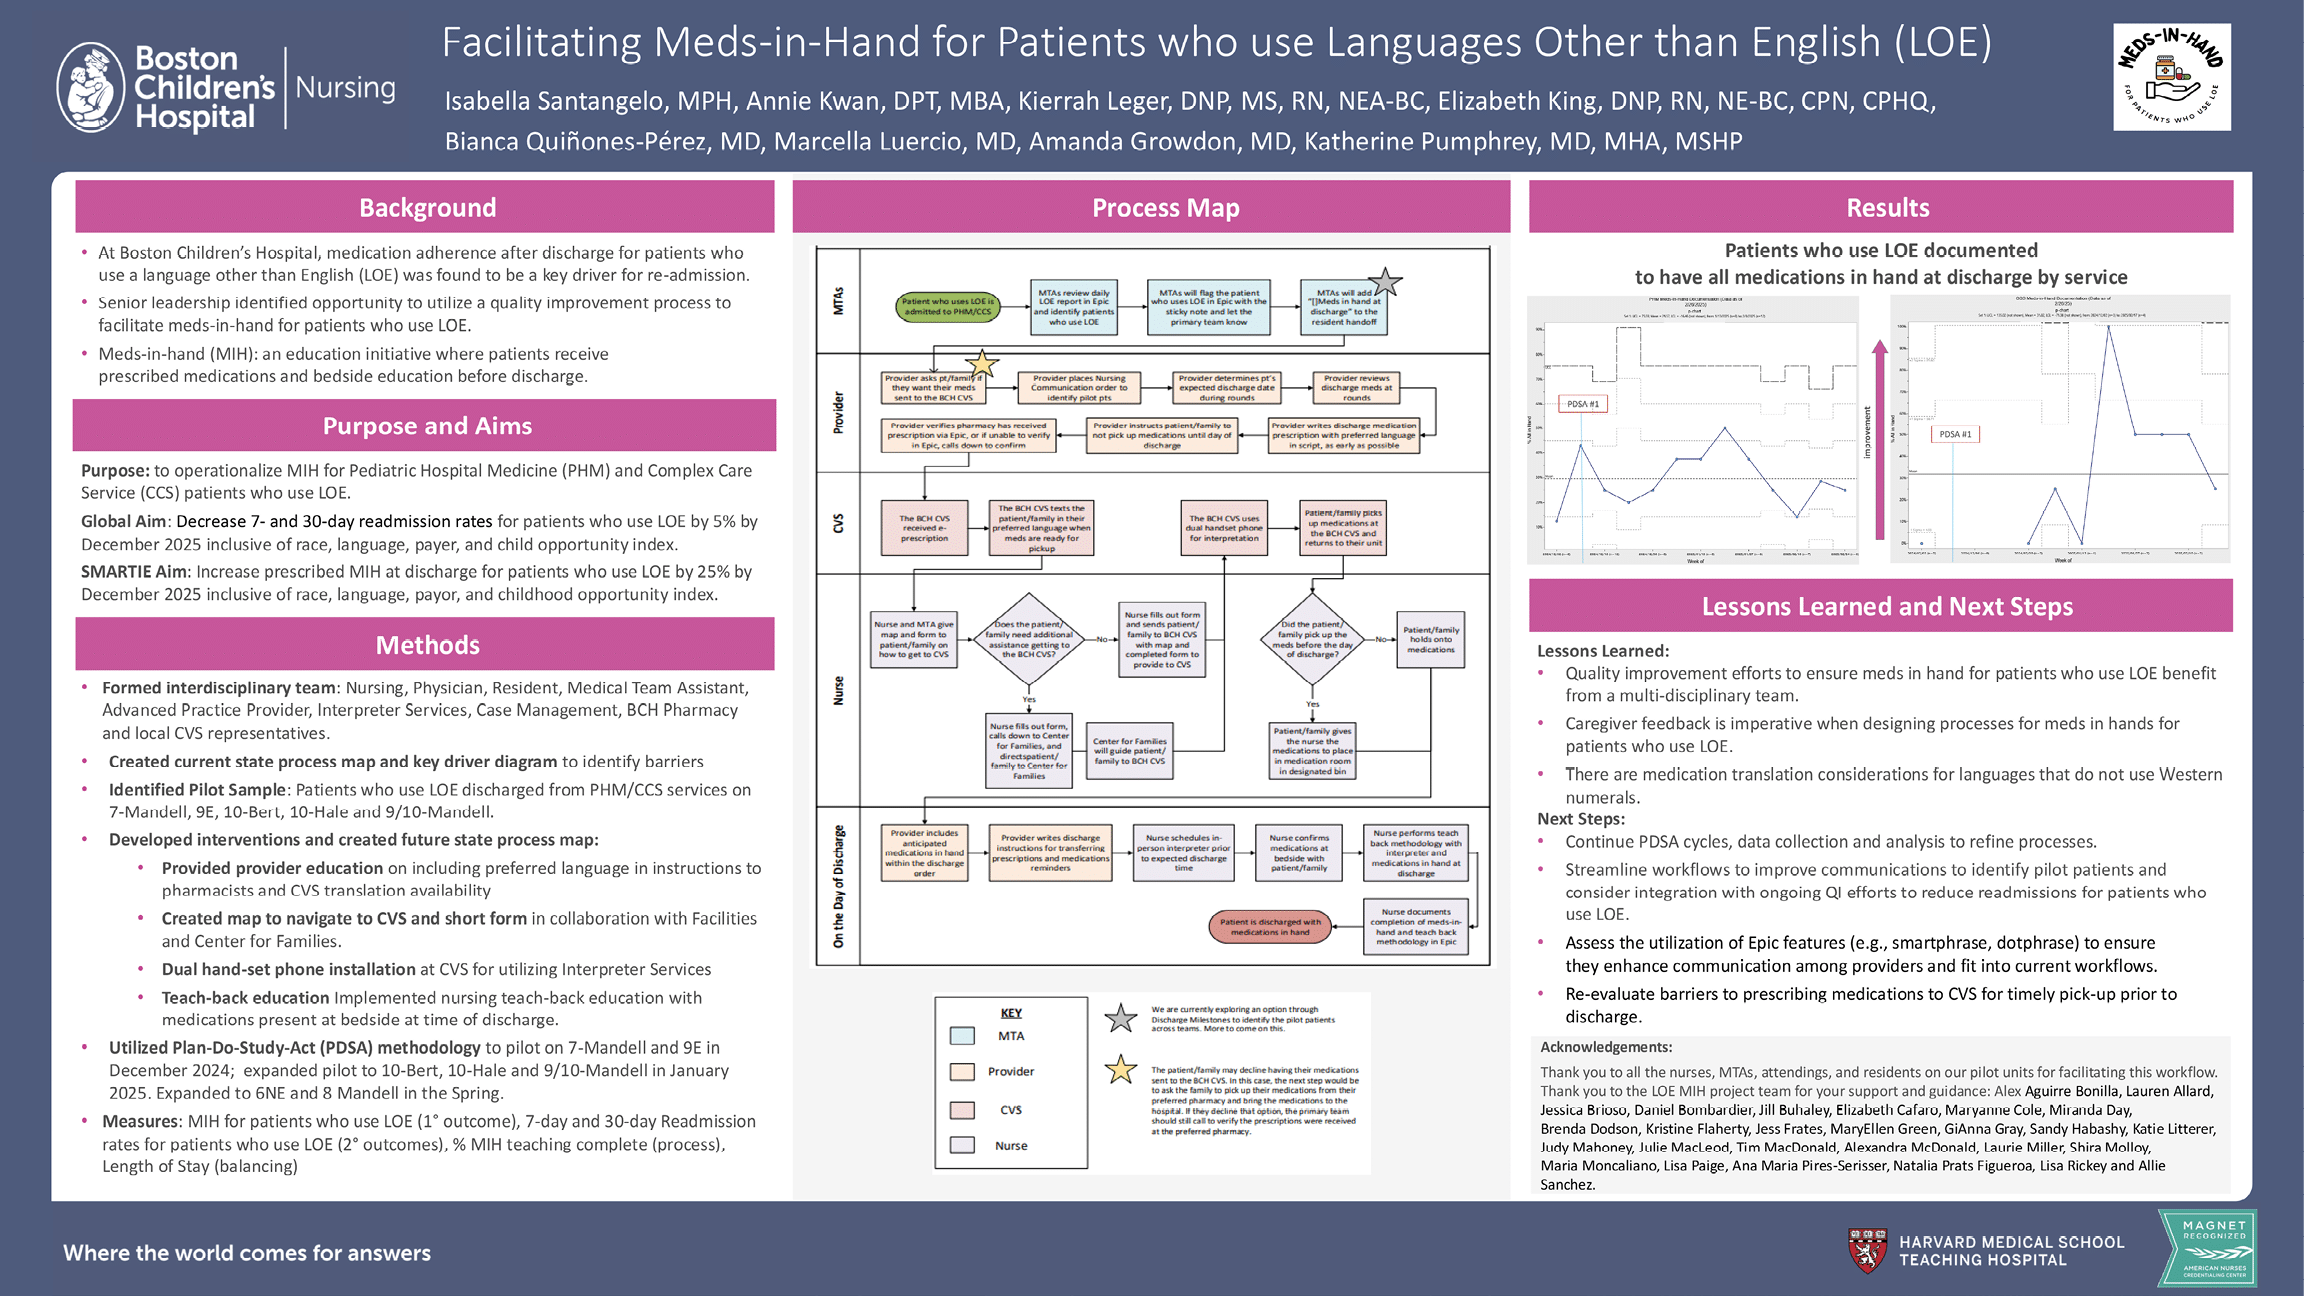 Boston
Children's
Hospital
Nursing
Facilitating Meds-in-Hand for Patients who use Languages Other than English (LOE)
Isabella Santangelo, MPH, Annie Kwan, DPT, MBA, Kierrah Leger, DNP, MS, RN, NEA-BC, Elizabeth King, DNP, RN, NE-BC, CPN, CPHQ,
Bianca Quiñones-Pérez, MD, Marcella Luercio, MD, Amanda Growdon, MD, Katherine Pumphrey, MD, MHA, MSHP
MEDS-IN-HAND
FOR PATIENTS WHO USE LOE
Background
• At Boston Children's Hospital, medication adherence after discharge for patients who
use a language other than English (LOE) was found to be a key driver for re-admission.
• Senior leadership identified opportunity to utilize a quality improvement process to
facilitate meds-in-hand for patients who use LOE.
• Meds-in-hand (MIH): an education initiative where patients receive
prescribed medications and bedside education before discharge.
Purpose and Aims
Purpose: to operationalize MIH for Pediatric Hospital Medicine (PHM) and Complex Care
Service (CCS) patients who use LOE.
Global Aim: Decrease 7- and 30-day readmission rates for patients who use LOE by 5% by
December 2025 inclusive of race, language, payer, and child opportunity index.
SMARTIE Aim: Increase prescribed MIH at discharge for patients who use LOE by 25% by
December 2025 inclusive of race, language, payor, and childhood opportunity index.
Methods
• Formed interdisciplinary team: Nursing, Physician, Resident, Medical Team Assistant,
Advanced Practice Provider, Interpreter Services, Case Management, BCH Pharmacy
and local CVS representatives.
• Created current state process map and key driver diagram to identify barriers
• Identified Pilot Sample: Patients who use LOE discharged from PHM/CCS services on
7-Mandell, 9E, 10-Bert, 10-Hale and 9/10-Mandell.
• Developed interventions and created future state process map:
• Provided provider education on including preferred language in instructions to
pharmacists and CVS translation availability
• Created map to navigate to CVS and short form in collaboration with Facilities
and Center for Families.
• Dual hand-set phone installation at CVS for utilizing Interpreter Services
• Teach-back education Implemented nursing teach-back education with
medications present at bedside at time of discharge.
• Utilized Plan-Do-Study-Act (PDSA) methodology to pilot on 7-Mandell and 9E in
December 2024; expanded pilot to 10-Bert, 10-Hale and 9/10-Mandell in January
2025. Expanded to 6NE and 8 Mandell in the Spring.
• Measures: MIH for patients who use LOE (1° outcome), 7-day and 30-day Readmission
rates for patients who use LOE (2° outcomes), % MIH teaching complete (process),
Length of Stay (balancing)
Process Map
MTAs
Patient who uses LOE is
admitted to PHM/CCS
MTAs review daily
LOE report in Epic
and identify patients
who use LOE
MTAs will flag the patient
who uses LOE in Epic with the
sticky note and let the
primary team know
MTAs will add
"[]Meds in hand at
discharge" to the
resident handoff
Provider
Provider asks pt/family if
they want their meds
sent to the BCH CVS
Provider places Nursing
Communication order to
identify pilot pts
Provider determines pt's
expected discharge date
during rounds
Provider reviews
discharge meds at
rounds
Provider verifies pharmacy has received
prescription via Epic, or if unable to verify
in Epic, calls down to confirm
Provider instructs patient/family to
not pick up medications until day of
discharge
Provider writes discharge medication
prescription with preferred language
in script, as early as possible
CVS
The BCH CVS
received e-
prescription
The BCH CVS texts the
patient/family in their
preferred language when
meds are ready for
pickup
The BCH CVS uses
dual handset phone
for interpretation
Patient/family picks
up medications at
the BCH CVS and
returns to their unit
Nurse
Nurse and MTA give
map and form to
patient/family on
how to get to CVS
Does the patient/
family need additional
assistance getting to
the BCH CVS?
No
Nurse fills out form
and sends patient/
family to BCH CVS
with map and
completed form to
provide to CVS
Did the patient/
family pick up the
meds before the day
of discharge?
No
Patient/family
holds onto
medications
Yes
Yes
Nurse fills out form,
calls down to Center
for Families, and
directspatient/
family to Center for
Families
Center for Families
will guide patient/
family to BCH CVS
Patient/family gives
the nurse the
medications to place
in medication room
in designated bin
On the Day of Discharge
Provider includes
anticipated
medications in hand
within the discharge
order
Provider writes discharge
instructions for transferring
prescriptions and medications
reminders
Nurse schedules in-
person interpreter prior
to expected discharge
time
Nurse confirms
medications at
bedside with
patient/family
Nurse performs teach
back methodology with
interpreter and
medications in hand at
discharge
Patient is discharged with
medications in hand
Nurse documents
completion of meds-in-
hand and teach back
methodology in Epic
KEY
MTA
Provider
CVS
Nurse
We are currently exploring an option through
Discharge Milestones to identify the pilot patients
across teams. More to come on this.
The patient/family may decline having their medications
sent to the BCH CVS. In this case, the next step would be
to ask the family to pick up their medications from their
preferred pharmacy and bring the medications to the
hospital. If they decline that option, the primary team
should still call to verify the prescriptions were received
at the preferred pharmacy.
Results
Patients who use LOE documented
to have all medications in hand at discharge by service
PDSA #1
Week of
improvement
PDSA #1
Week of
Lessons Learned and Next Steps
Lessons Learned:
• Quality improvement efforts to ensure meds in hand for patients who use LOE benefit
from a multi-disciplinary team.
• Caregiver feedback is imperative when designing processes for meds in hands for
patients who use LOE.
• There are medication translation considerations for languages that do not use Western
numerals.
Next Steps:
• Continue PDSA cycles, data collection and analysis to refine processes.
• Streamline workflows to improve communications to identify pilot patients and
consider integration with ongoing QI efforts to reduce readmissions for patients who
use LOE.
• Assess the utilization of Epic features (e.g., smartphrase, dotphrase) to ensure
they enhance communication among providers and fit into current workflows.
• Re-evaluate barriers to prescribing medications to CVS for timely pick-up prior to
discharge.
Acknowledgements:
Thank you to all the nurses, MTAs, attendings, and residents on our pilot units for facilitating this workflow.
Thank you to the LOE MIH project team for your support and guidance: Alex Aguirre Bonilla, Lauren Allard,
Jessica Brioso, Daniel Bombardier, Jill Buhaley, Elizabeth Cafaro, Maryanne Cole, Miranda Day,
Brenda Dodson, Kristine Flaherty, Jess Frates, MaryEllen Green, GiAnna Gray, Sandy Habashy, Katie Litterer,
Judy Mahoney, Julie MacLeod, Tim MacDonald, Alexandra McDonald, Laurie Miller, Shira Molloy,
Maria Moncaliano, Lisa Paige, Ana Maria Pires-Serisser, Natalia Prats Figueroa, Lisa Rickey and Allie
Sanchez.
Where the world comes for answers
HARVARD MEDICAL SCHOOL
TEACHING HOSPITAL
MAGNET
RECOGNIZED
AMERICAN NURSES
CREDENTIALING CENTER